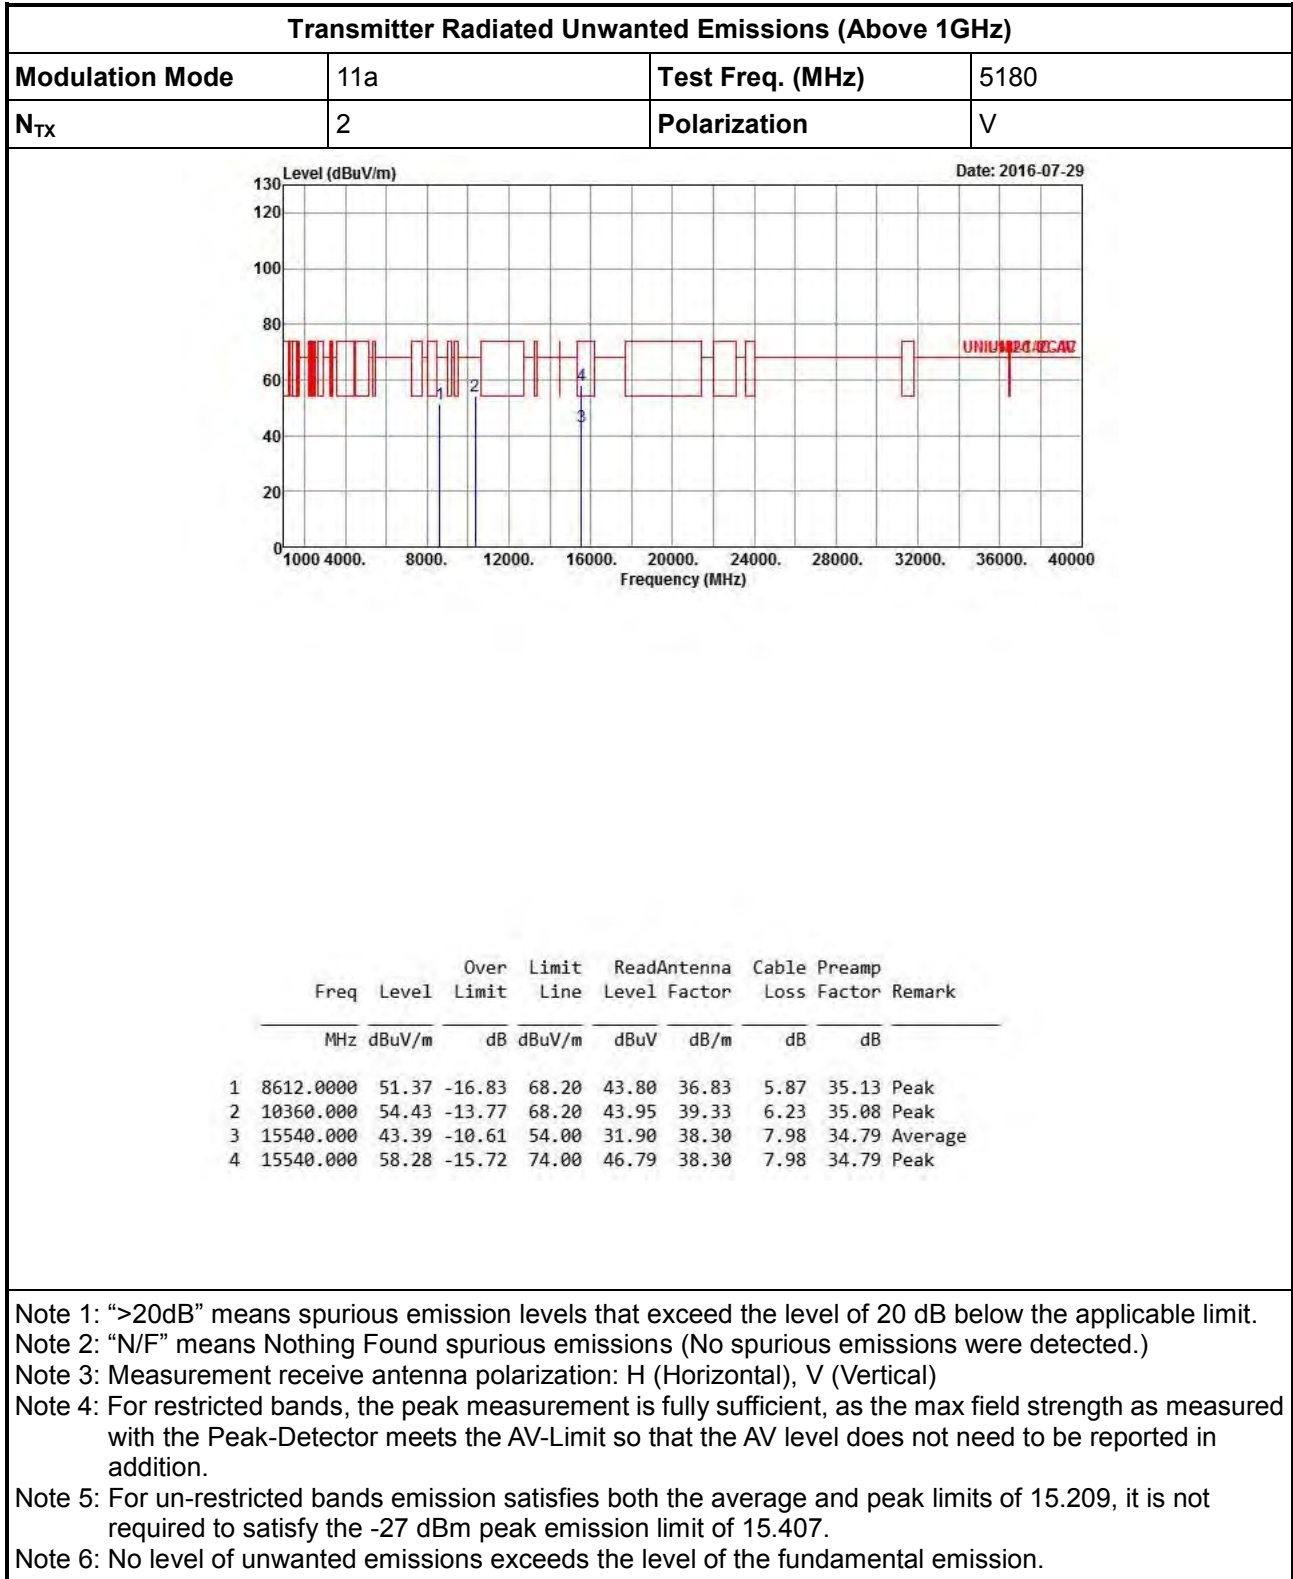 Transmitter Radiated Unwanted Emissions (Above 1GHz)
Modulation Mode 11a Test Freq. (MHz) 5180
NTX 2 Polarization V
Level (dBuV/m) Date: 2016-07-29
130
120
100
80
60
40
20
0
1 2 3 4
1000 4000. 8000. 12000. 16000. 20000. 24000. 28000. 32000. 36000. 40000
Frequency (MHz)
Over Limit ReadAntenna Cable Preamp
Freq Level Limit Line Level Factor Loss Factor Remark
MHz dBuV/m dB dBuV/m dBuV dB/m dB dB
1 8612.0000 51.37 -16.83 68.20 43.80 36.83 5.87 35.13 Peak
2 10360.000 54.43 -13.77 68.20 43.95 39.33 6.23 35.08 Peak
3 15540.000 43.39 -10.61 54.00 31.90 38.30 7.98 34.79 Average
4 15540.000 58.28 -15.72 74.00 46.79 38.30 7.98 34.79 Peak
Note 1: “>20dB” means spurious emission levels that exceed the level of 20 dB below the applicable limit.
Note 2: “N/F” means Nothing Found spurious emissions (No spurious emissions were detected.)
Note 3: Measurement receive antenna polarization: H (Horizontal), V (Vertical)
Note 4: For restricted bands, the peak measurement is fully sufficient, as the max field strength as measured
with the Peak-Detector meets the AV-Limit so that the AV level does not need to be reported in
addition.
Note 5: For un-restricted bands emission satisfies both the average and peak limits of 15.209, it is not
required to satisfy the -27 dBm peak emission limit of 15.407.
Note 6: No level of unwanted emissions exceeds the level of the fundamental emission.